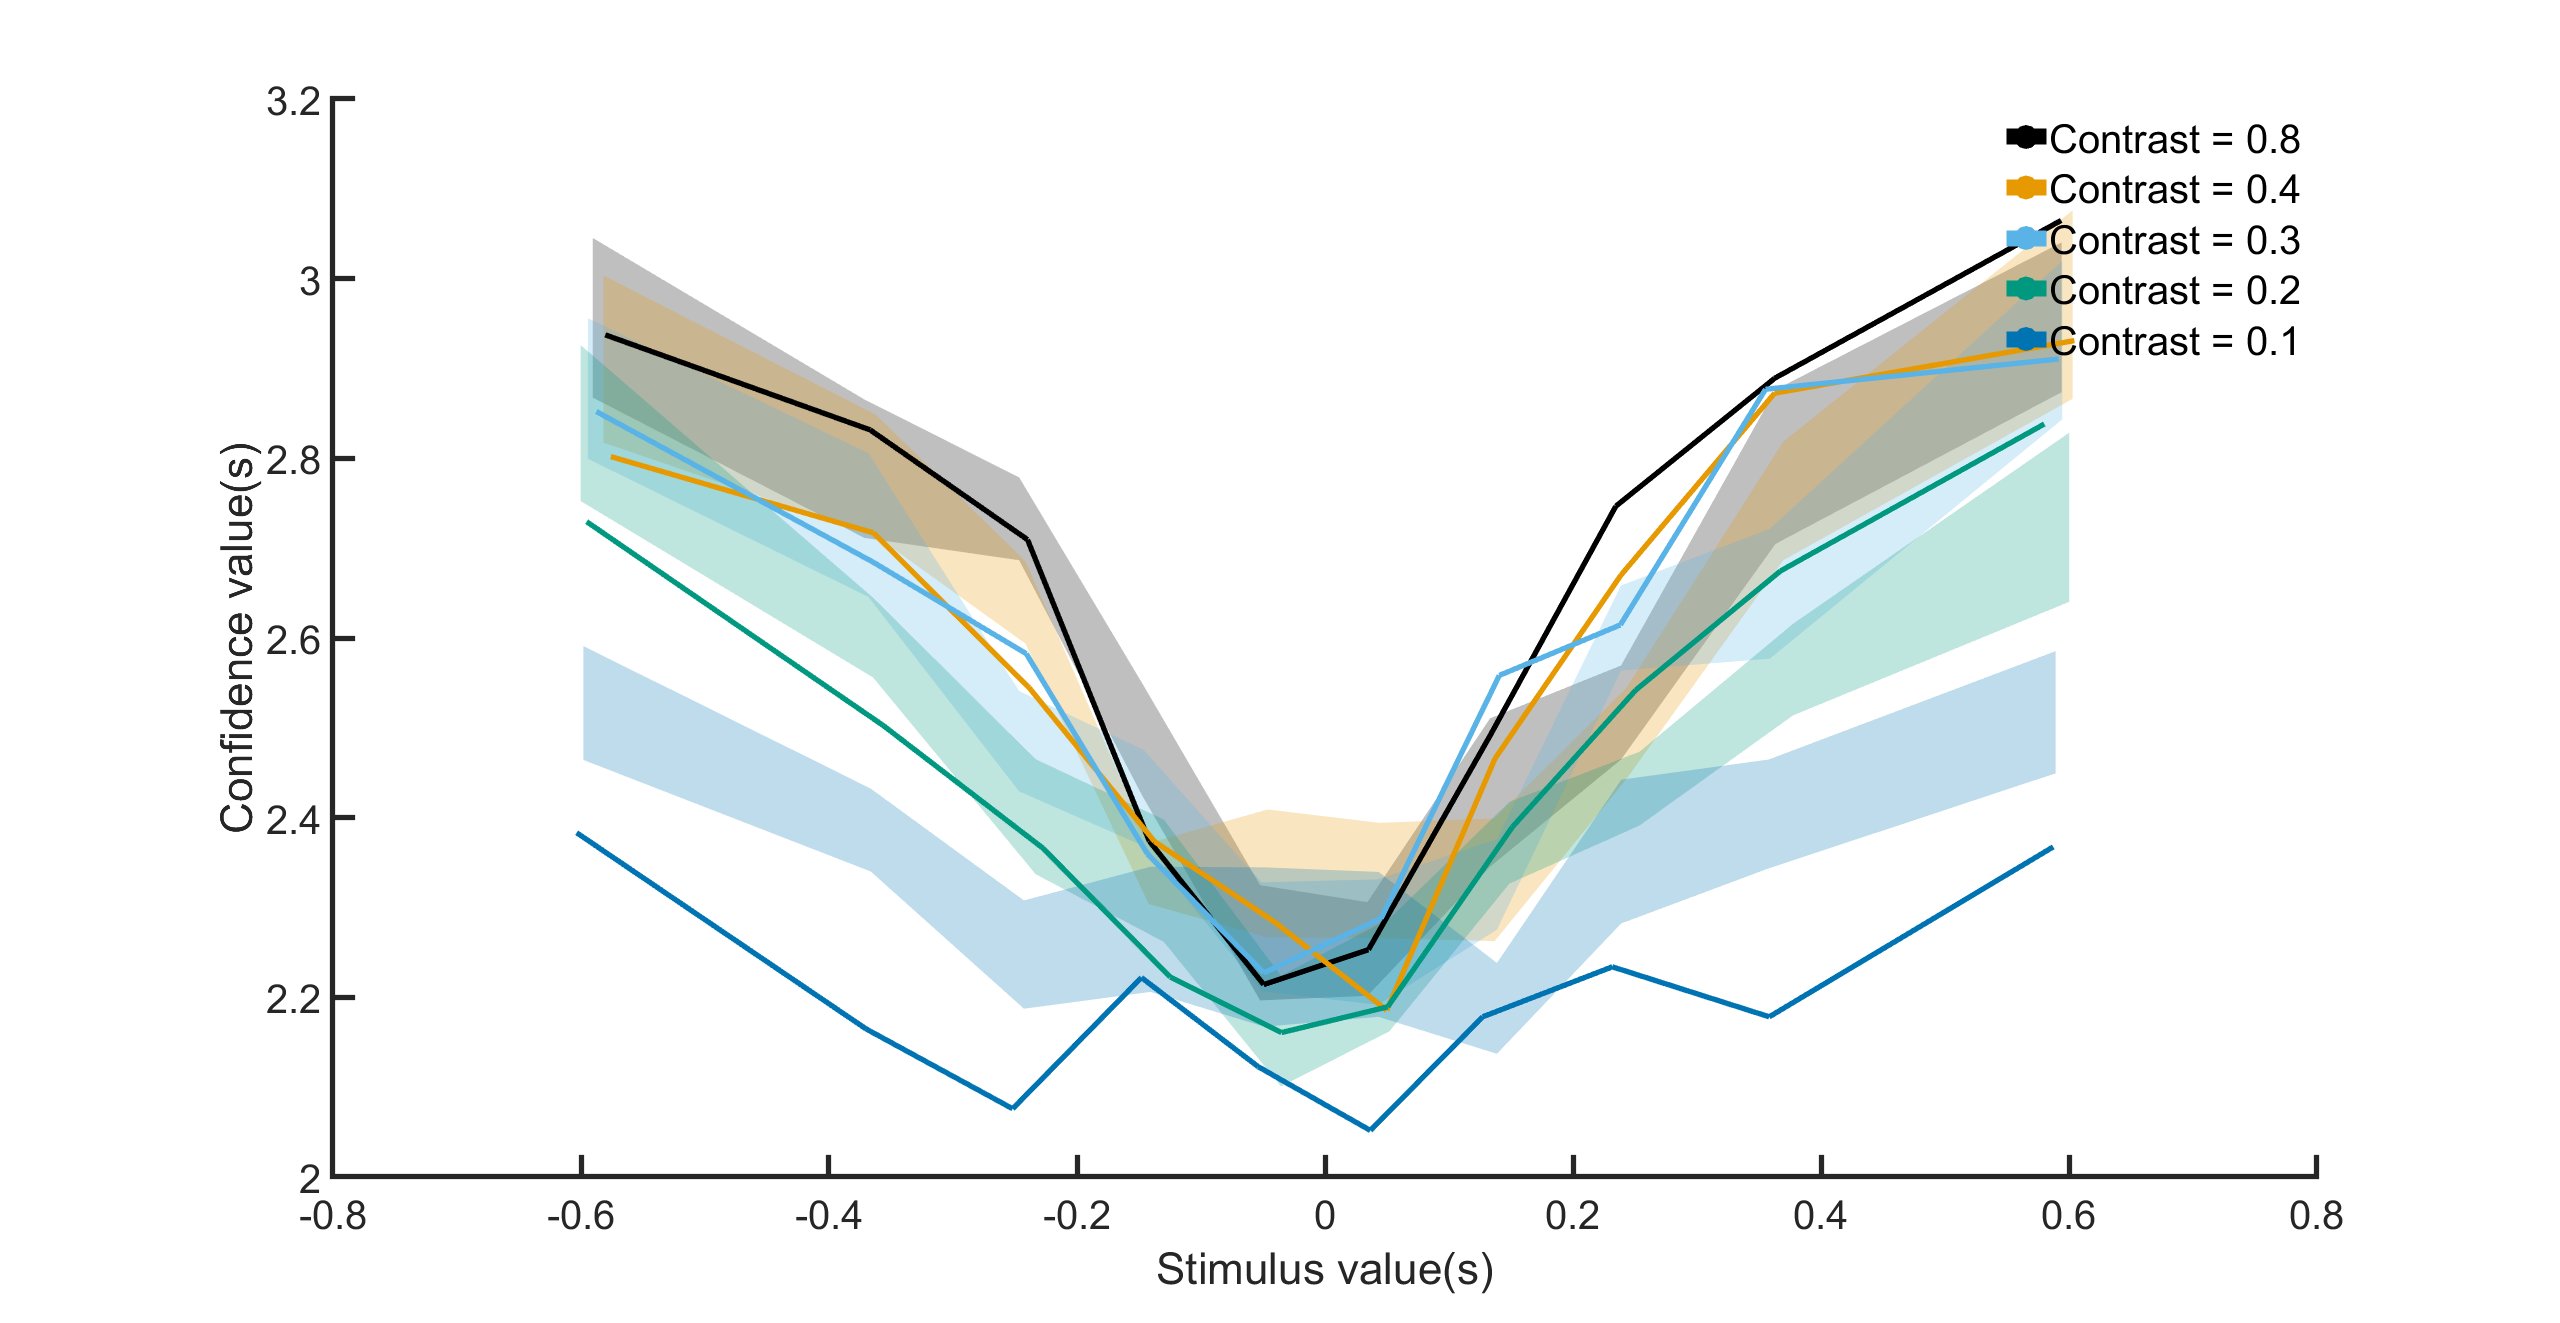 3.2
3
2.8
2.6
2.4
2.2
2
Confidence value(s)
-0.8 -0.6 -0.4 -0.2 0 0.2 0.4 0.6 0.8
Stimulus value(s)
Contrast = 0.8
Contrast = 0.4
Contrast = 0.3
Contrast = 0.2
Contrast = 0.1